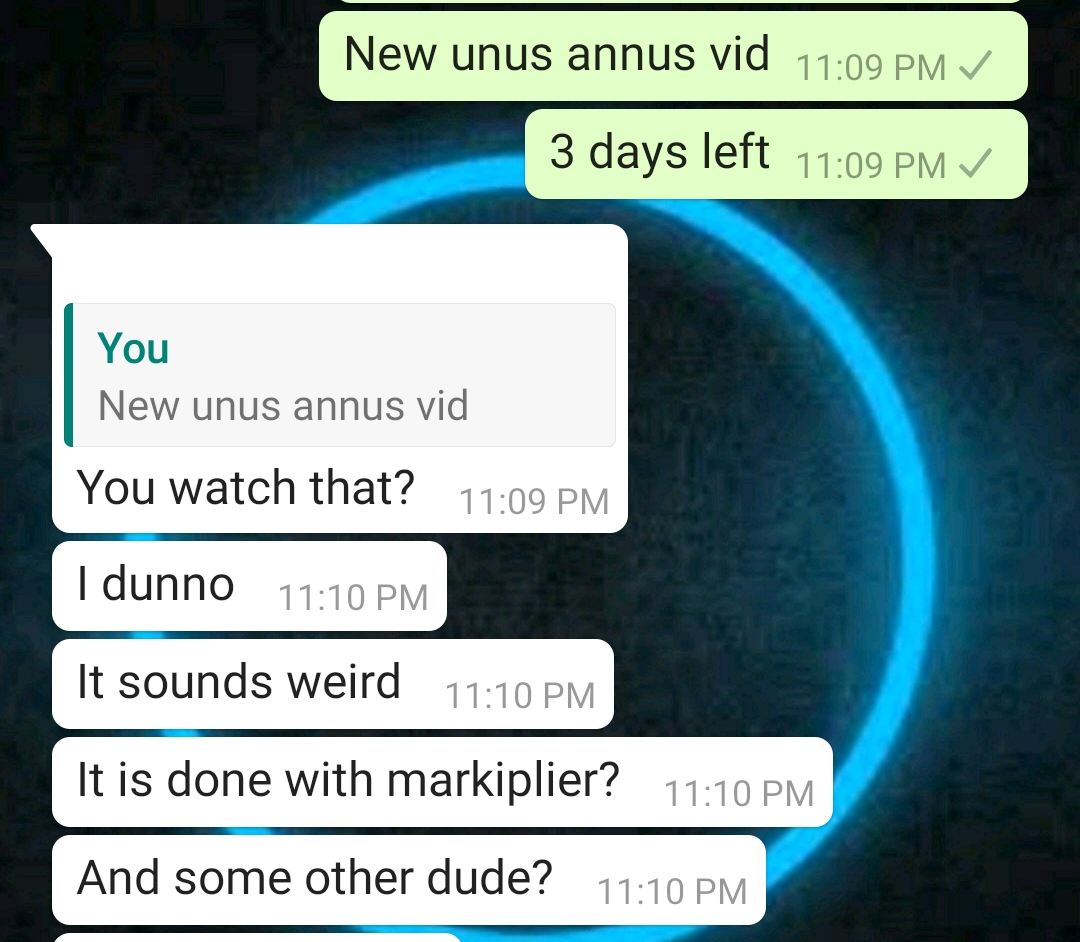 New unus annus vid 11:09 PM
3 days left 11:09 PM
You
New unus annus vid
You watch that? 11:09 PM
I dunno 11:10 PM
It sounds weird 11:10 PM
It is done with markiplier? 11:10 PM
And some other dude? 11:10 PM